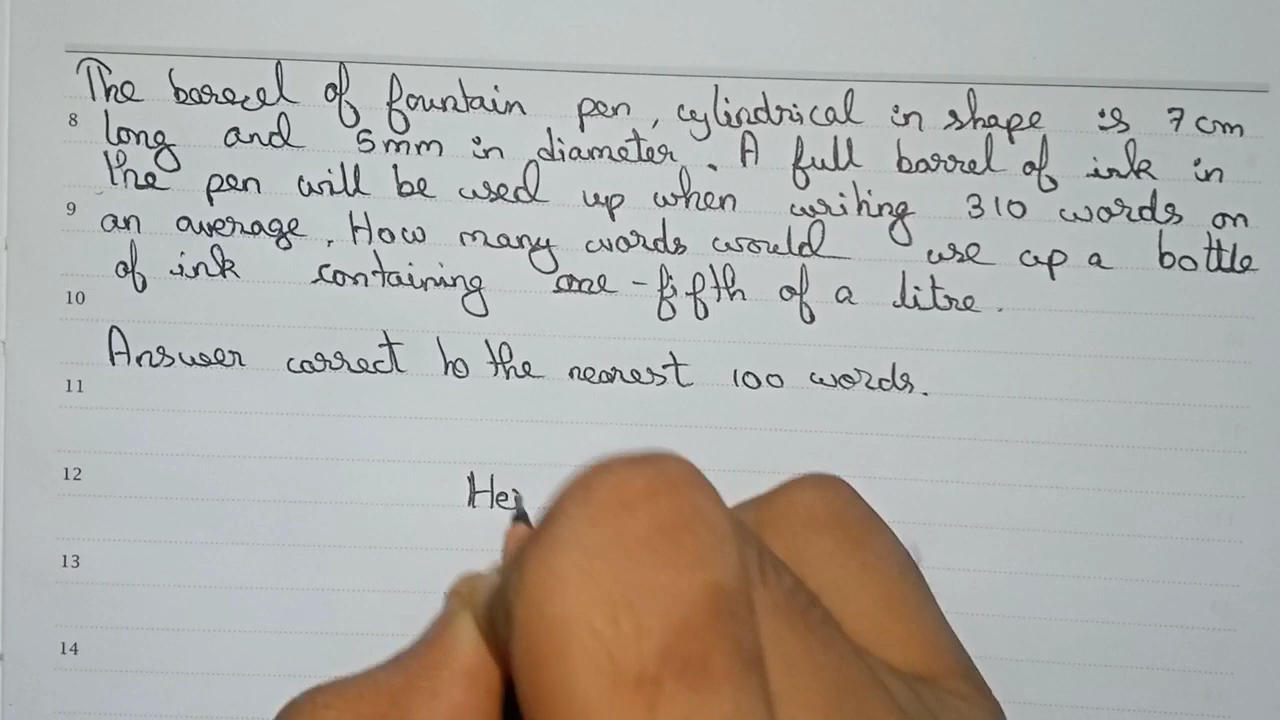 The barrel of fountain pen, cylindrical in shape is 7cm
8
long and 5mm in diameter. A full barrel of ink in
the pen will be used up when writing 310 words on
9
an average. How many words would use up a bottle
of ink containing one-fifth of a litre.
10
Answer correct to the nearest 100 words.
11
12
Hei
13
14